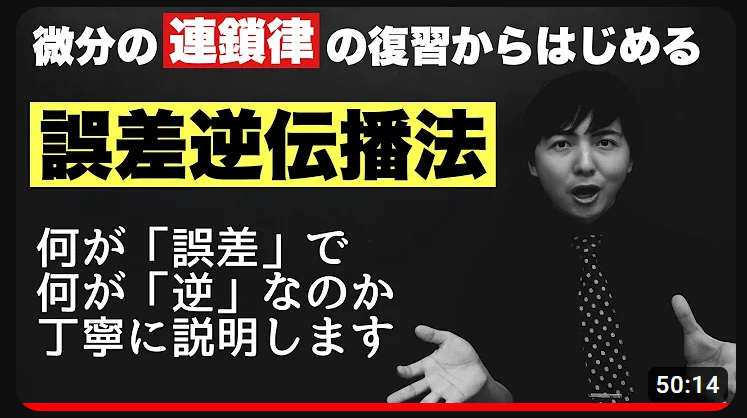 微分の連鎖律の復習からはじめる
誤差逆伝播法
何が「誤差」で
何が「逆」なのか
丁寧に説明します
50:14